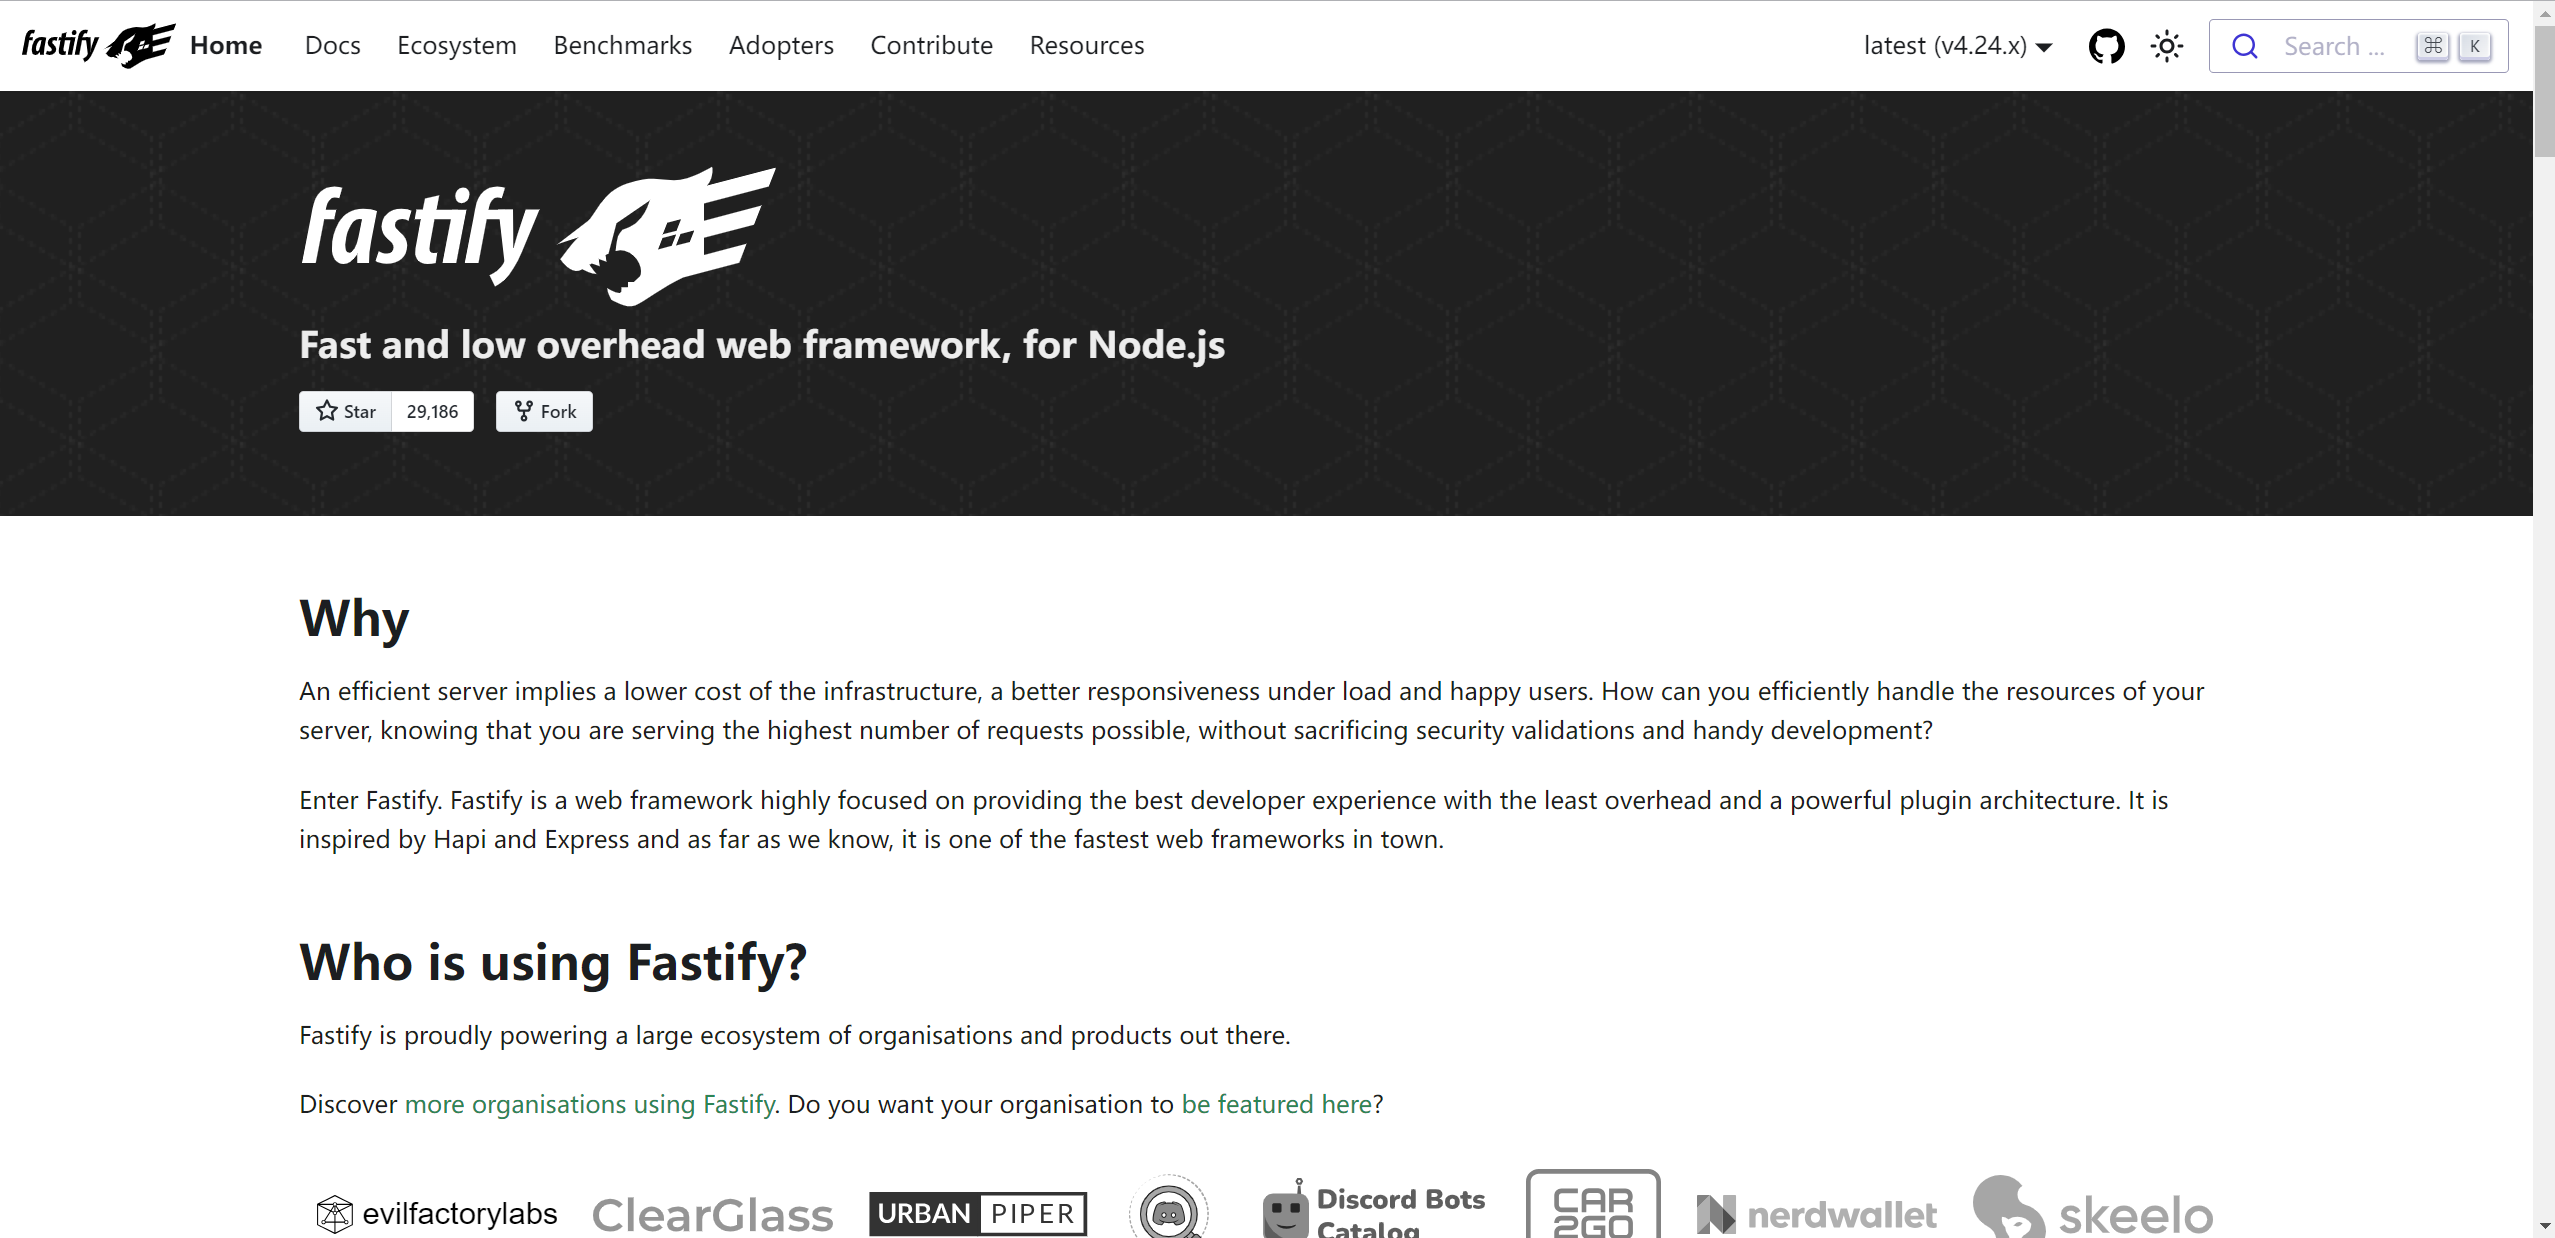 fastify Home Docs Ecosystem Benchmarks Adopters Contribute Resources latest (v4.24.x) Search ... ⌘ K
fastify
Fast and low overhead web framework, for Node.js
Star 29,186 Fork
Why
An efficient server implies a lower cost of the infrastructure, a better responsiveness under load and happy users. How can you efficiently handle the resources of your
server, knowing that you are serving the highest number of requests possible, without sacrificing security validations and handy development?
Enter Fastify. Fastify is a web framework highly focused on providing the best developer experience with the least overhead and a powerful plugin architecture. It is
inspired by Hapi and Express and as far as we know, it is one of the fastest web frameworks in town.
Who is using Fastify?
Fastify is proudly powering a large ecosystem of organisations and products out there.
Discover more organisations using Fastify. Do you want your organisation to be featured here?
evilfactorylabs
ClearGlass
URBAN PIPER
Discord Bots
Catalog
CAR
2GO
nerdwallet
skeelo